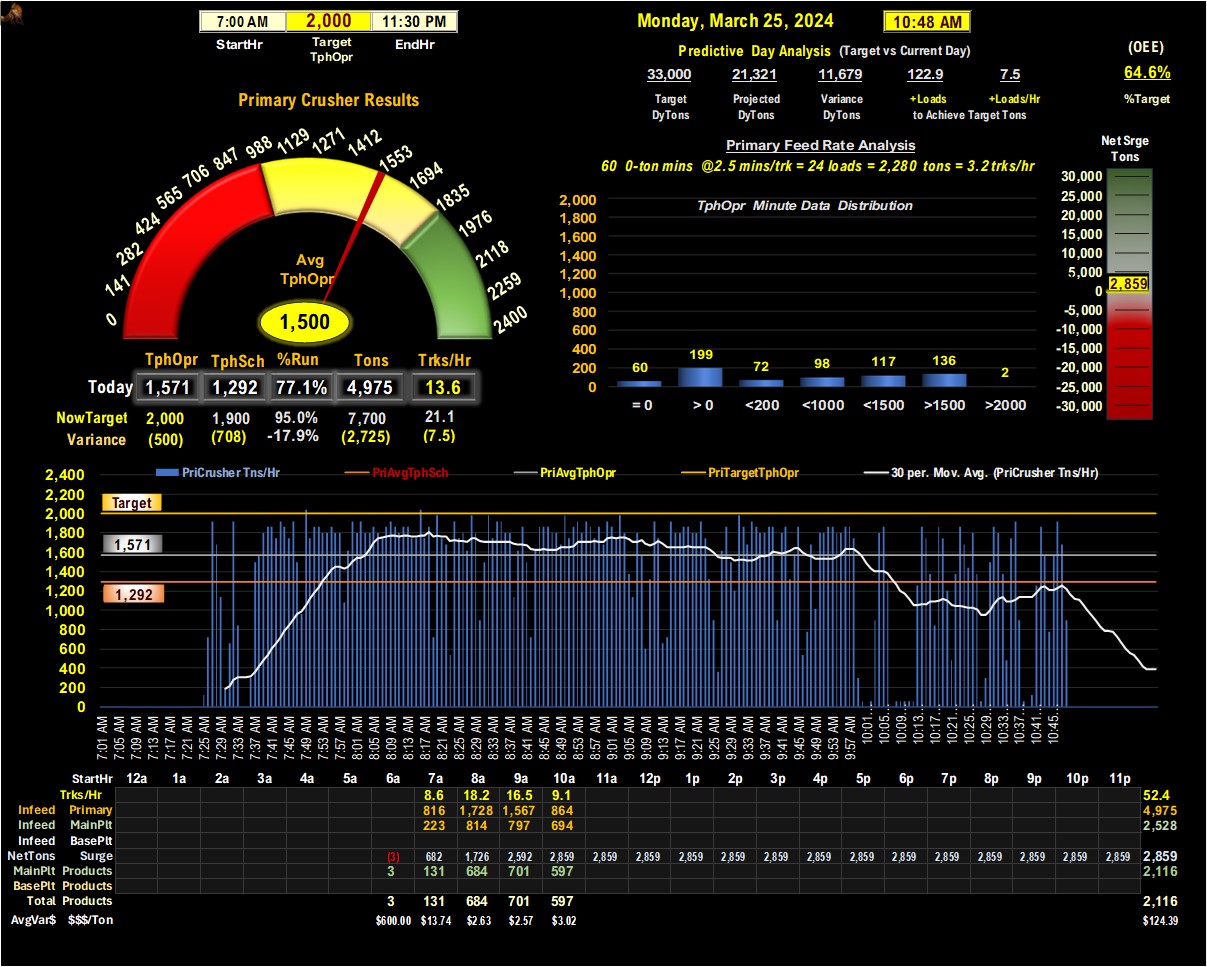 7:00 AM 2,000 11:30 PM
StartHr Target TphOpr EndHr
Monday, March 25, 2024 10:48 AM
Predictive Day Analysis (Target vs Current Day)
33,000 21,321 11,679 122.9 7.5
Target DyTons Projected DyTons Variance DyTons +Loads +Loads/Hr
to Achieve Target Tons
(OEE)
64.6%
%Target
Primary Crusher Results
0 141 282 424 565 706 847 988 1129 1271 1412 1553 1694 1835 1976 2118 2259 2400
Avg
TphOpr
1,500
TphOpr TphSch %Run Tons Trks/Hr
Today 1,571 1,292 77.1% 4,975 13.6
NowTarget 2,000 1,900 95.0% 7,700 21.1
Variance (500) (708) -17.9% (2,725) (7.5)
Primary Feed Rate Analysis
60 0-ton mins @2.5 mins/trk = 24 loads = 2,280 tons = 3.2 trks/hr
TphOpr Minute Data Distribution
2,000
1,800
1,600
1,400
1,200
1,000
800
600
400
200
0
60 199 72 98 117 136 2
= 0 > 0 <200 <1000 <1500 >1500 >2000
Net Srge
Tons
30,000
25,000
20,000
15,000
10,000
5,000
2,859
0
-5,000
-10,000
-15,000
-20,000
-25,000
-30,000
PriCrusher Tns/Hr PriAvgTphSch PriAvgTphOpr PriTargetTphOpr 30 per. Mov. Avg. (PriCrusher Tns/Hr)
2,400
2,200
2,000
1,800
1,600
1,400
1,200
1,000
800
600
400
200
0
Target
1,571
1,292
7:01 AM 7:05 AM 7:09 AM 7:13 AM 7:17 AM 7:21 AM 7:25 AM 7:29 AM 7:33 AM 7:37 AM 7:41 AM 7:45 AM 7:49 AM 7:53 AM 7:57 AM 8:01 AM 8:05 AM 8:09 AM 8:13 AM 8:17 AM 8:21 AM 8:25 AM 8:29 AM 8:33 AM 8:37 AM 8:41 AM 8:45 AM 8:49 AM 8:53 AM 8:57 AM 9:01 AM 9:05 AM 9:09 AM 9:13 AM 9:17 AM 9:21 AM 9:25 AM 9:29 AM 9:33 AM 9:37 AM 9:41 AM 9:45 AM 9:49 AM 9:53 AM 9:57 AM 10:01… 10:05… 10:09… 10:13… 10:17… 10:21… 10:25… 10:29… 10:33… 10:37… 10:41… 10:45…
StartHr 12a 1a 2a 3a 4a 5a 6a 7a 8a 9a 10a 11a 12p 1p 2p 3p 4p 5p 6p 7p 8p 9p 10p 11p
Trks/Hr 8.6 18.2 16.5 9.1 52.4
Infeed Primary 816 1,728 1,567 864 4,975
Infeed MainPlt 223 814 797 694 2,528
Infeed BasePlt
NetTons Surge (3) 682 1,726 2,592 2,859 2,859 2,859 2,859 2,859 2,859 2,859 2,859 2,859 2,859 2,859 2,859 2,859 2,859 2,859
MainPlt Products 3 131 684 701 597 2,116
BasePlt Products
Total Products 3 131 684 701 597 2,116
AvgVar$ $$$/Ton $600.00 $13.74 $2.63 $2.57 $3.02 $124.39